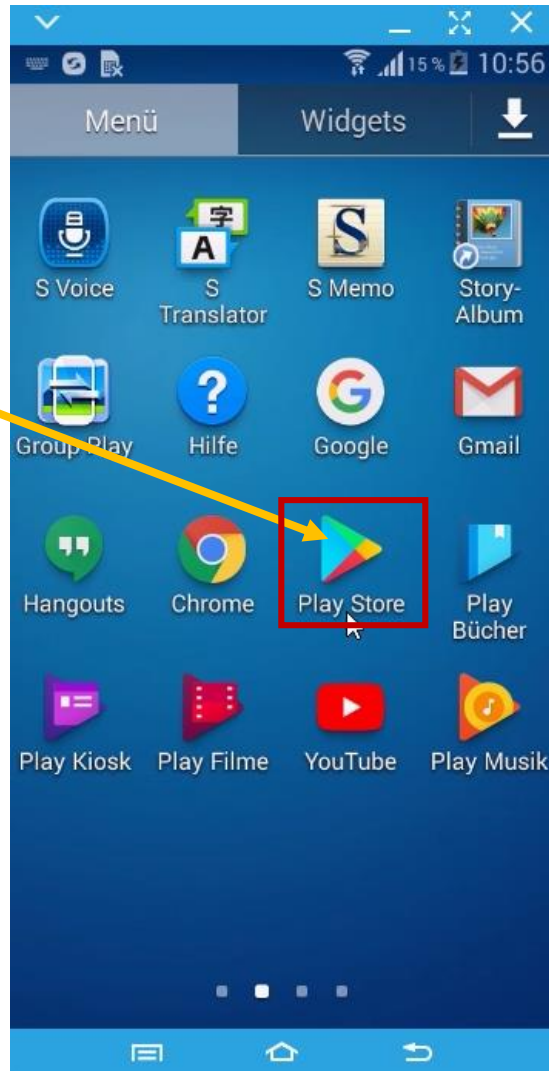 15 % 10:56
Menü Widgets
字
A
S
S Voice S Translator S Memo Story-Album
?
G
Group Play Hilfe Google Gmail
Hangouts Chrome Play Store Play Bücher
Play Kiosk Play Filme YouTube Play Musik